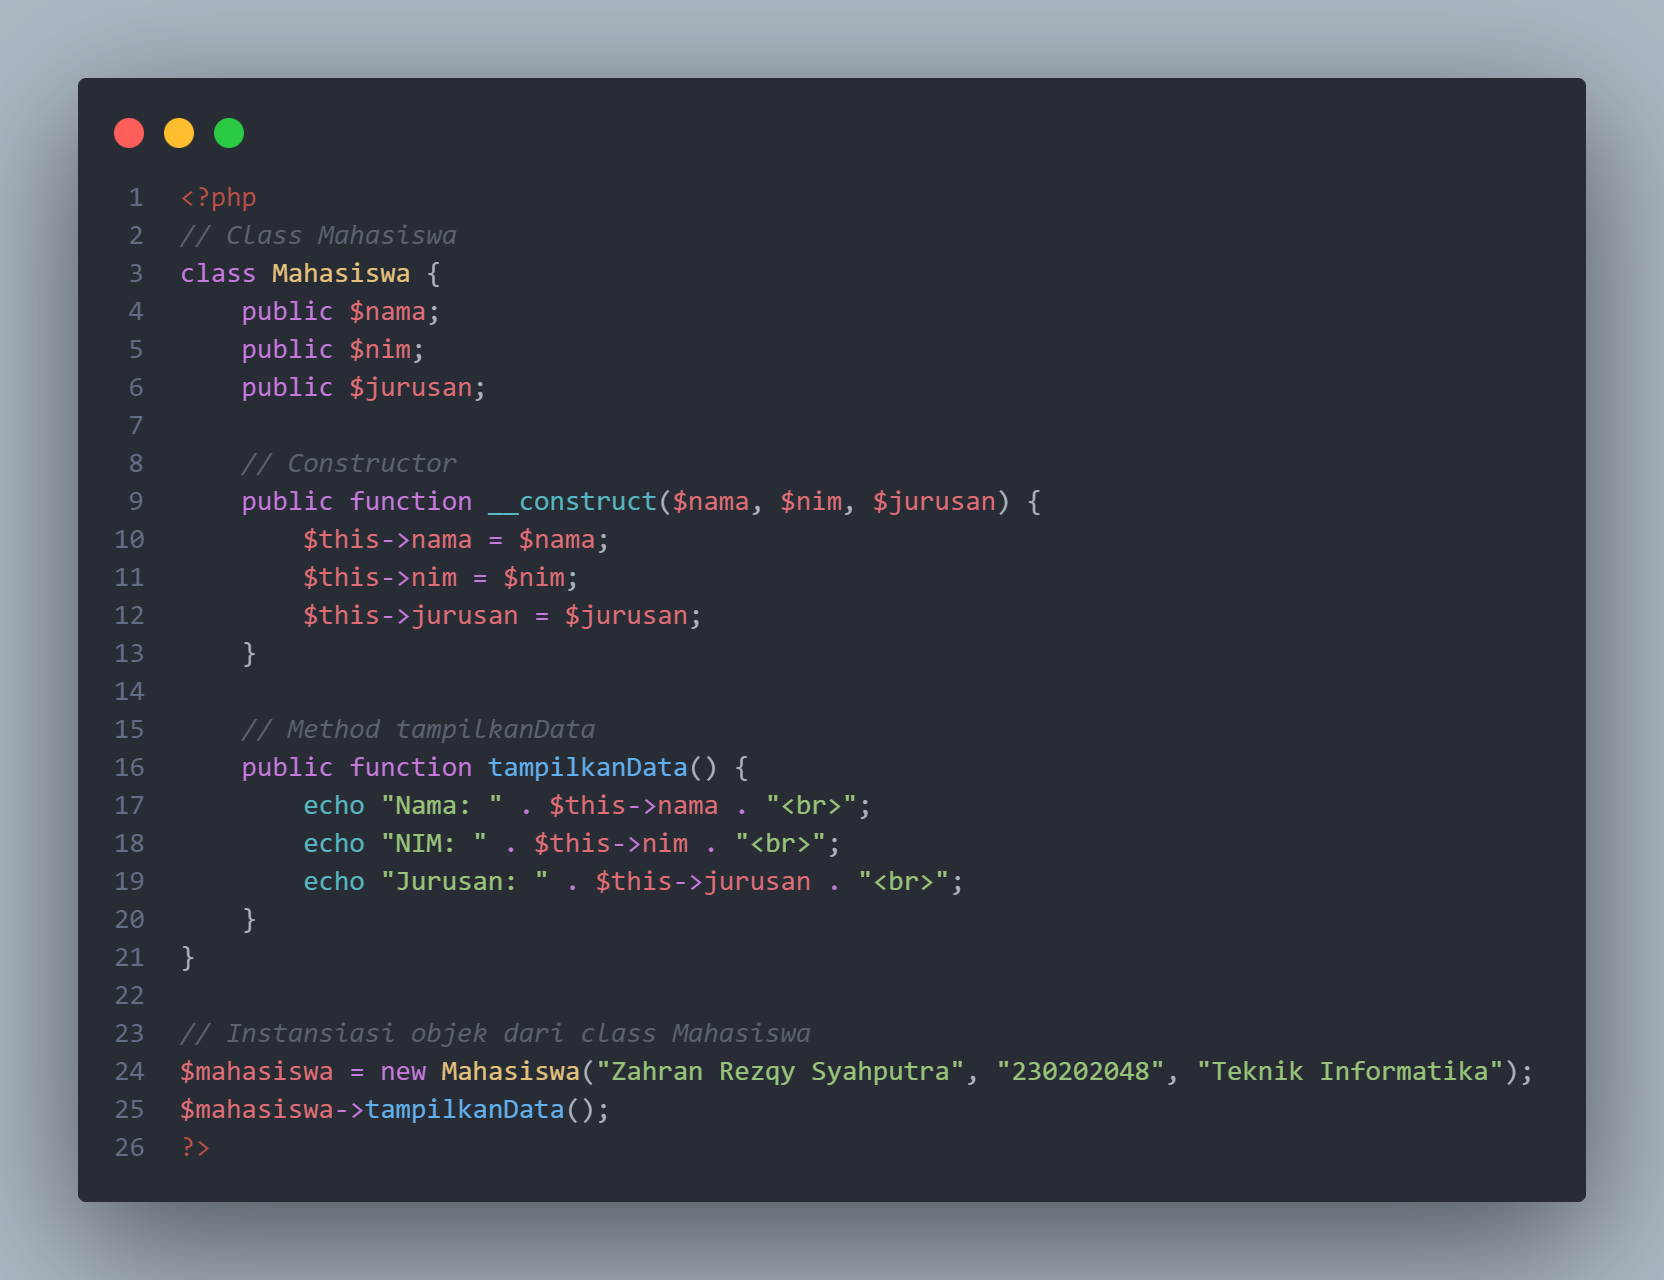 1 <?php
2 // Class Mahasiswa
3 class Mahasiswa {
4     public $nama;
5     public $nim;
6     public $jurusan;
7
8     // Constructor
9     public function __construct($nama, $nim, $jurusan) {
10         $this->nama = $nama;
11         $this->nim = $nim;
12         $this->jurusan = $jurusan;
13     }
14
15     // Method tampilkanData
16     public function tampilkanData() {
17         echo "Nama: " . $this->nama . "<br>";
18         echo "NIM: " . $this->nim . "<br>";
19         echo "Jurusan: " . $this->jurusan . "<br>";
20     }
21 }
22
23 // Instansiasi objek dari class Mahasiswa
24 $mahasiswa = new Mahasiswa("Zahran Rezqy Syahputra", "230202048", "Teknik Informatika");
25 $mahasiswa->tampilkanData();
26 ?>